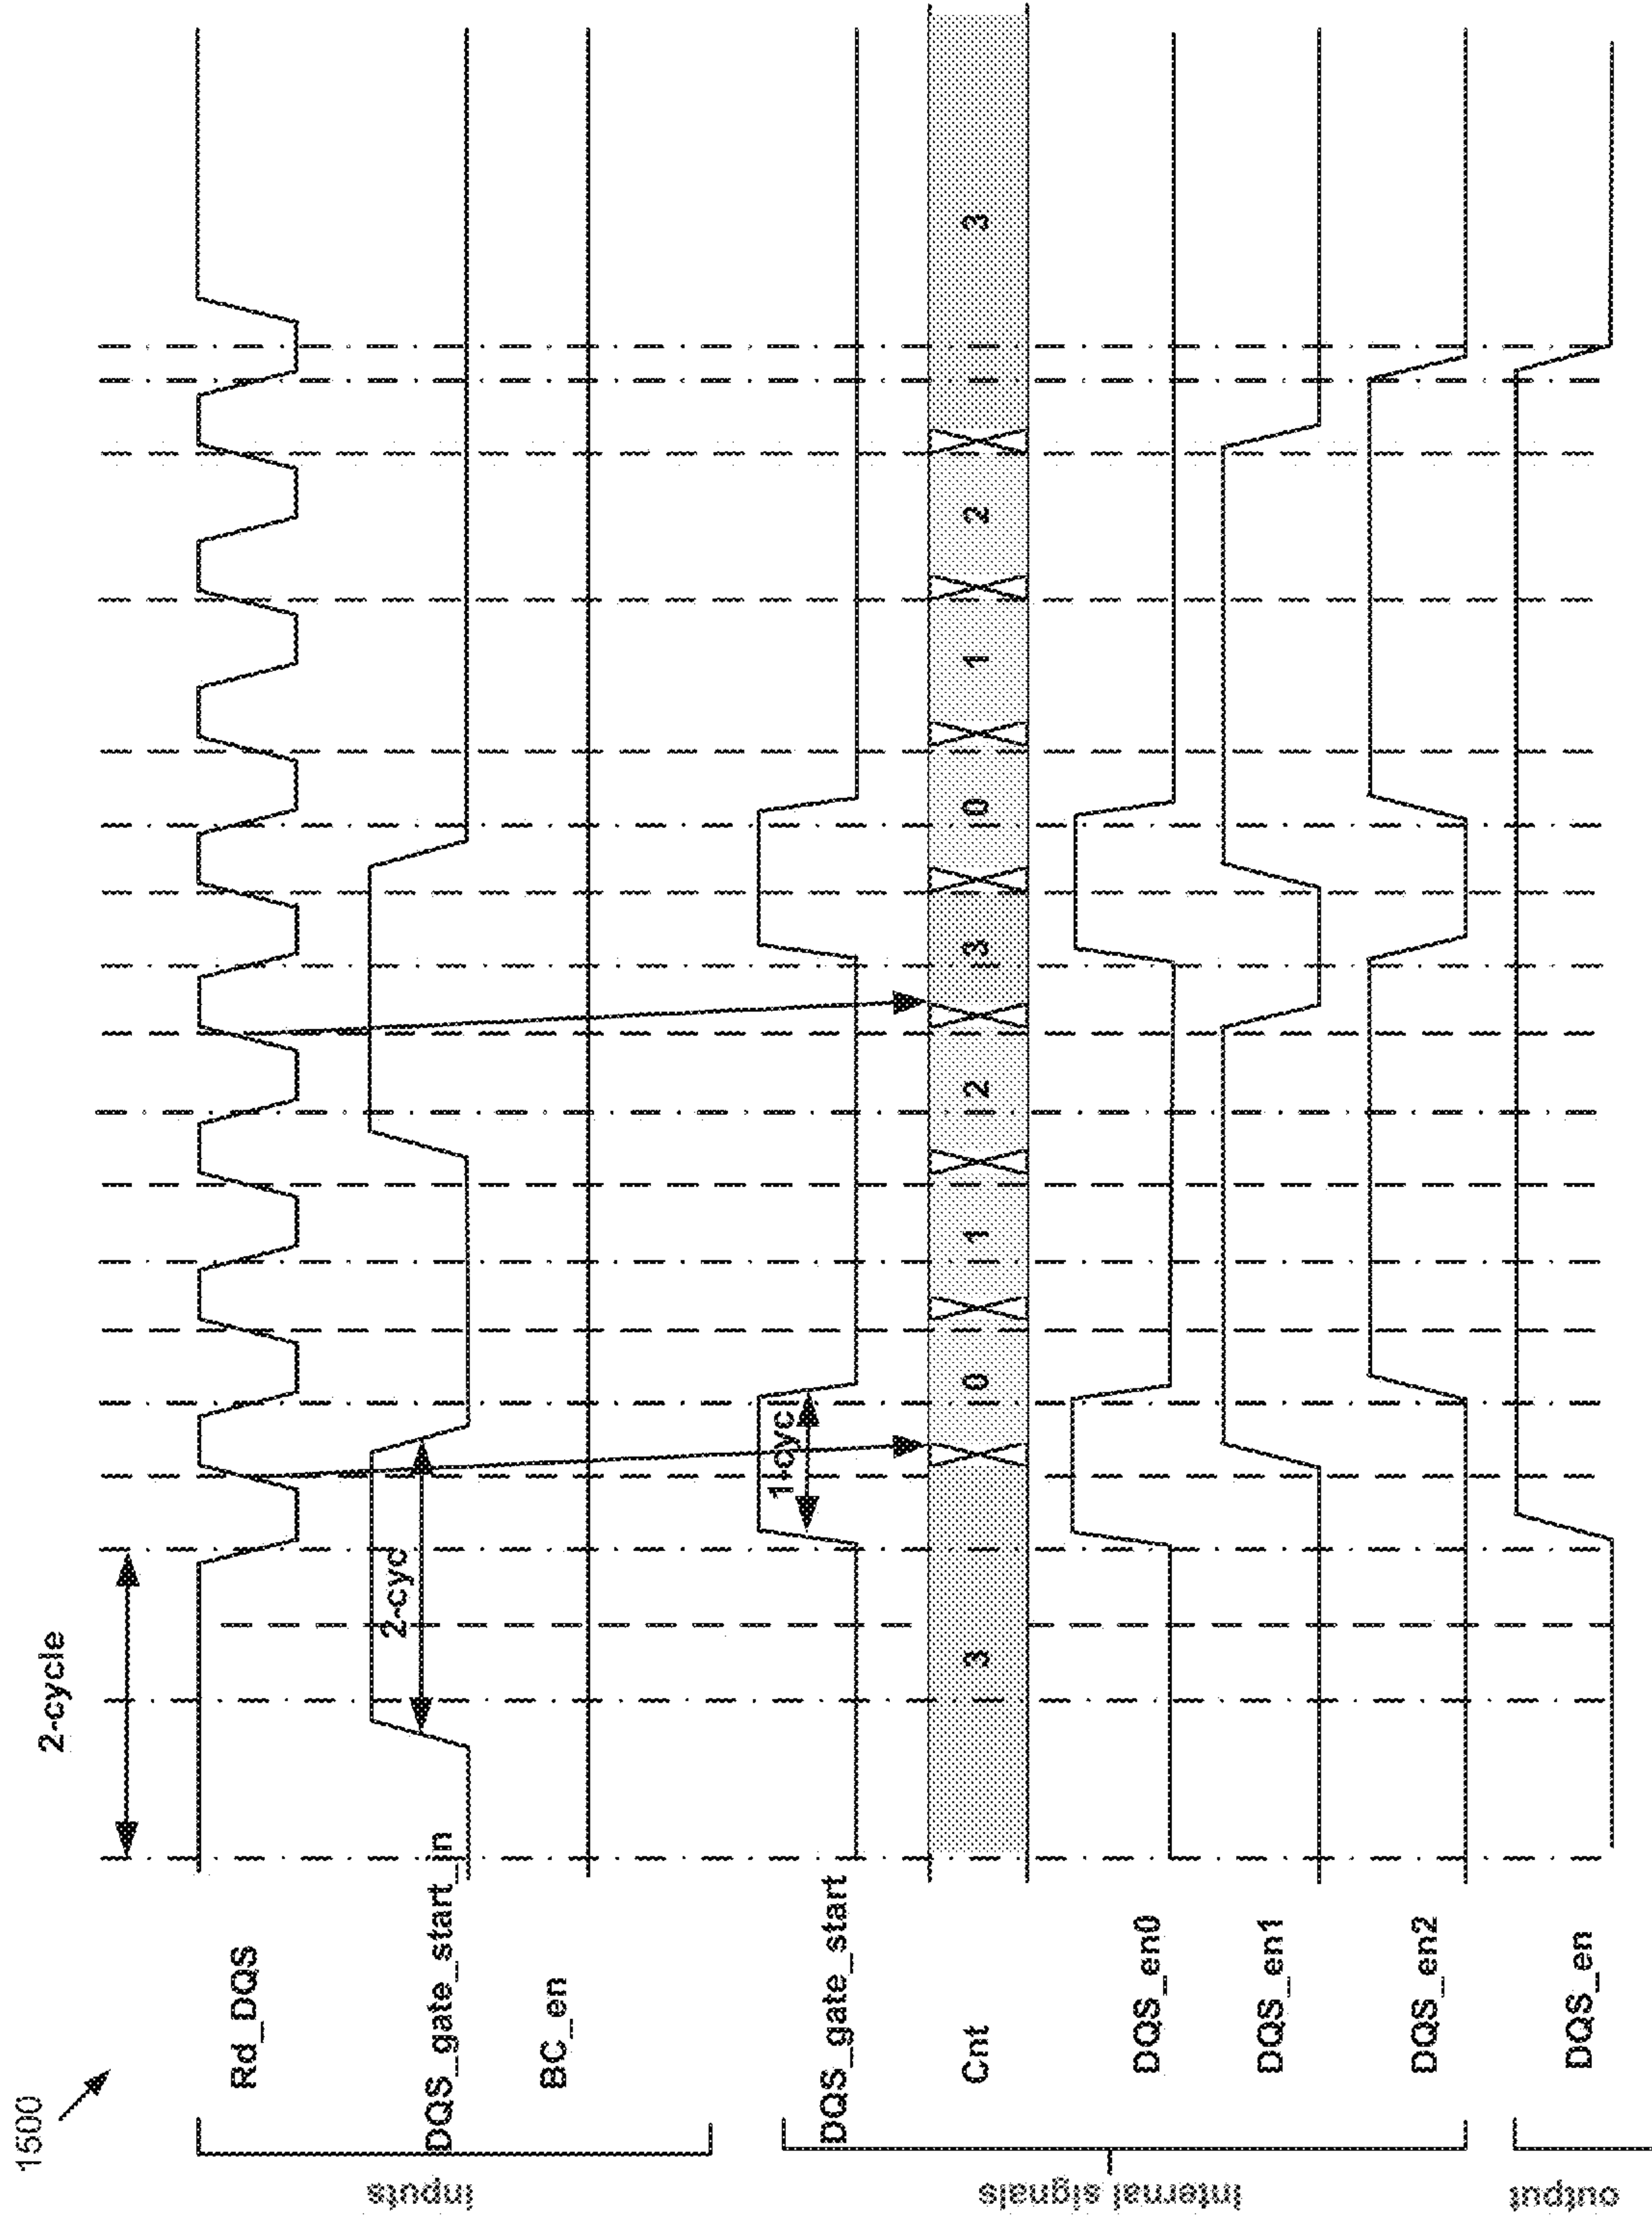 1500
2-cycle
inputs
Rd_DQS
DQS_gate_start_in
2-cyc
BC_en
internal signals
DQS_gate_start
1-cyc
Cnt
3 0 1 2 3 0 1 2 3
DQS_en0
DQS_en1
DQS_en2
output
DQS_en